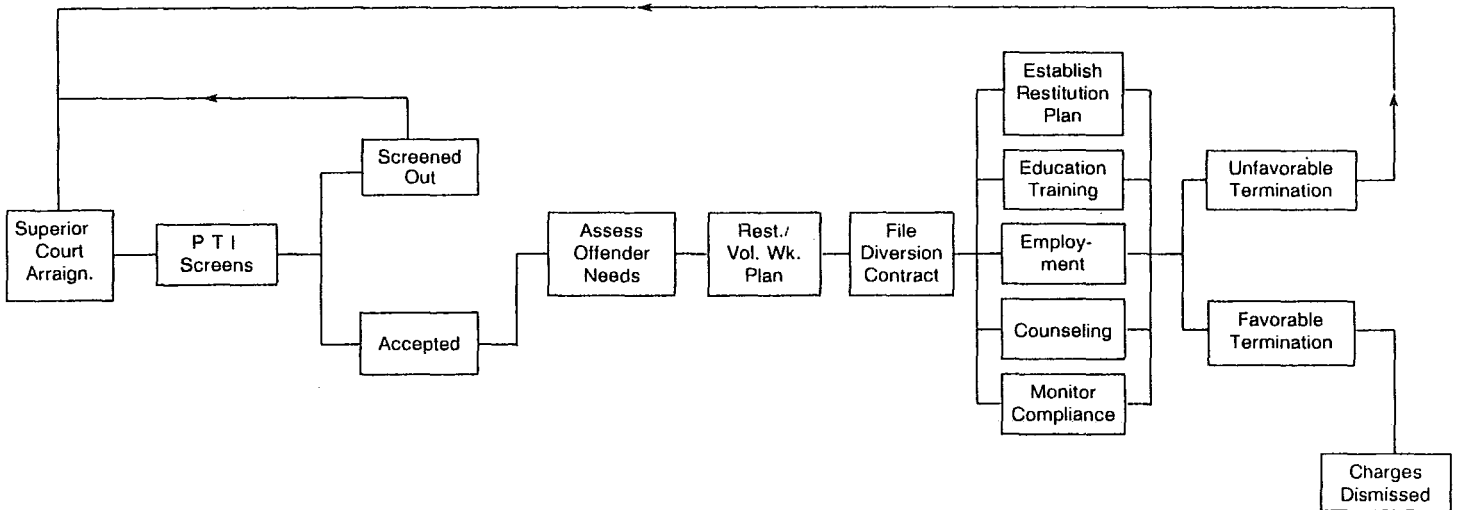 Superior
Court
Arraign.
P T I
Screens
Screened
Out
Accepted
Assess
Offender
Needs
Rest./
Vol. Wk.
Plan
File
Diversion
Contract
Establish
Restitution
Plan
Education
Training
Employ-
ment
Counseling
Monitor
Compliance
Unfavorable
Termination
Favorable
Termination
Charges
Dismissed